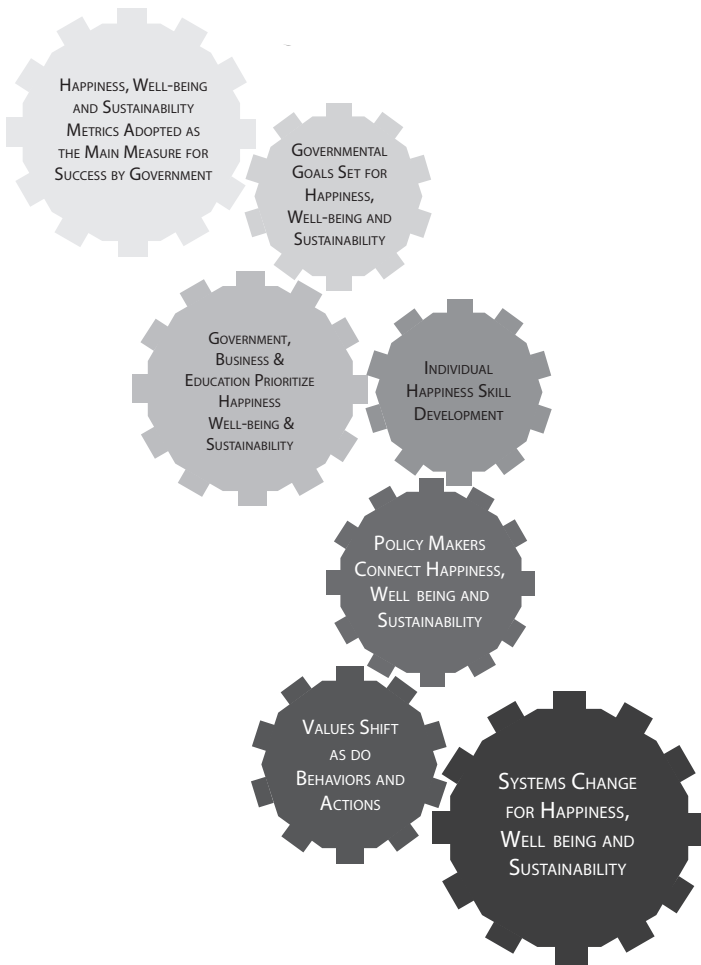 Happiness, Well-being
and Sustainability
Metrics Adopted as
the Main Measure for
Success by Government
Governmental
Goals Set for
Happiness,
Well-being and
Sustainability
Government,
Business &
Education Prioritize
Happiness
Well-being &
Sustainability
Individual
Happiness Skill
Development
Policy Makers
Connect Happiness,
Well being and
Sustainability
Values Shift
as do
Behaviors and
Actions
Systems Change
for Happiness,
Well being and
Sustainability